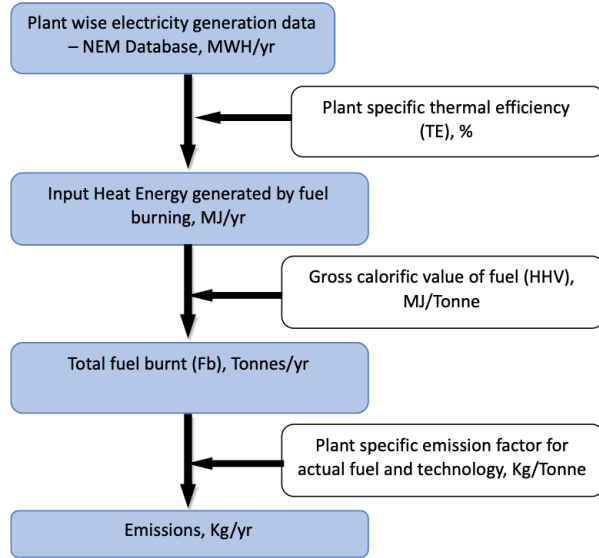 Plant wise electricity generation data
– NEM Database, MWH/yr
Plant specific thermal efficiency
(TE), %
Input Heat Energy generated by fuel
burning, MJ/yr
Gross calorific value of fuel (HHV),
MJ/Tonne
Total fuel burnt (Fb), Tonnes/yr
Plant specific emission factor for
actual fuel and technology, Kg/Tonne
Emissions, Kg/yr